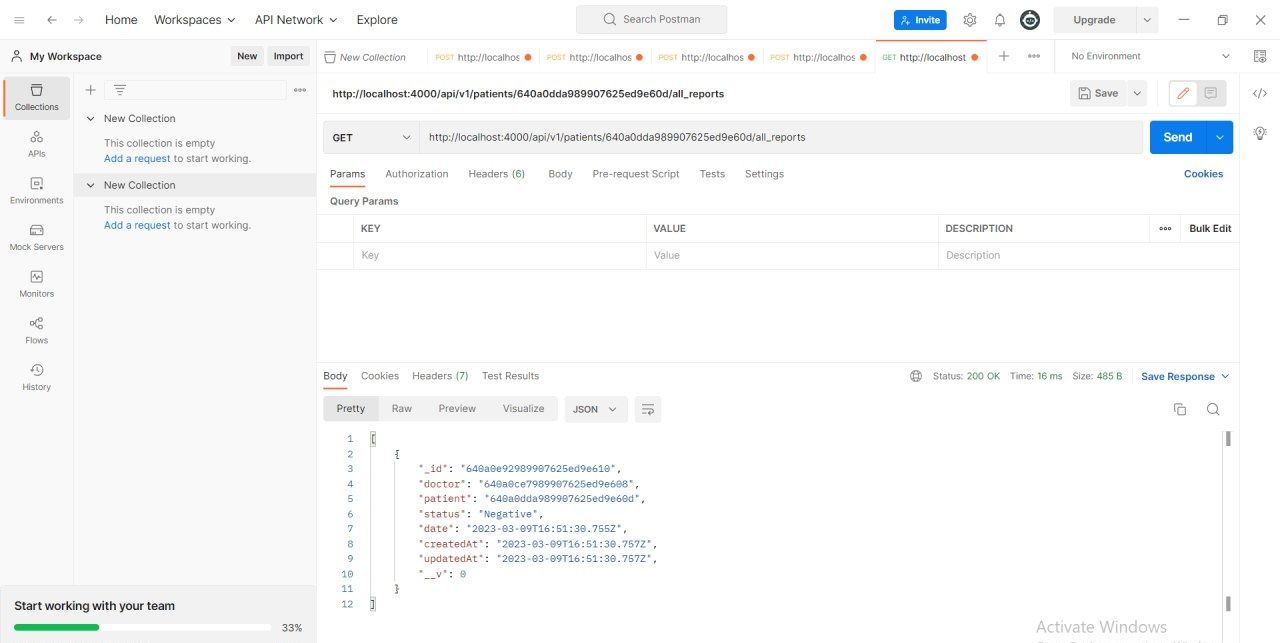 Home Workspaces API Network Explore Search Postman Invite Upgrade
My Workspace New Import
New Collection POST http://localhos POST http://localhos POST http://localhos POST http://localhos GET http://localhost No Environment
Collections
APIs
Environments
Mock Servers
Monitors
Flows
History
New Collection
This collection is empty
Add a request to start working.
New Collection
This collection is empty
Add a request to start working.
Start working with your team
33%
http://localhost:4000/api/v1/patients/640a0dda989907625ed9e60d/all_reports Save
GET http://localhost:4000/api/v1/patients/640a0dda989907625ed9e60d/all_reports Send
Params Authorization Headers (6) Body Pre-request Script Tests Settings Cookies
Query Params
KEY VALUE DESCRIPTION Bulk Edit
Key Value Description
Body Cookies Headers (7) Test Results Status: 200 OK Time: 16 ms Size: 485 B Save Response
Pretty Raw Preview Visualize JSON
1 [
2 {
3 "_id": "640a0e92989907625ed9e610",
4 "doctor": "640a0ce7989907625ed9e608",
5 "patient": "640a0dda989907625ed9e60d",
6 "status": "Negative",
7 "date": "2023-03-09T16:51:30.755Z",
8 "createdAt": "2023-03-09T16:51:30.757Z",
9 "updatedAt": "2023-03-09T16:51:30.757Z",
10 "__v": 0
11 }
12 ]
Activate Windows